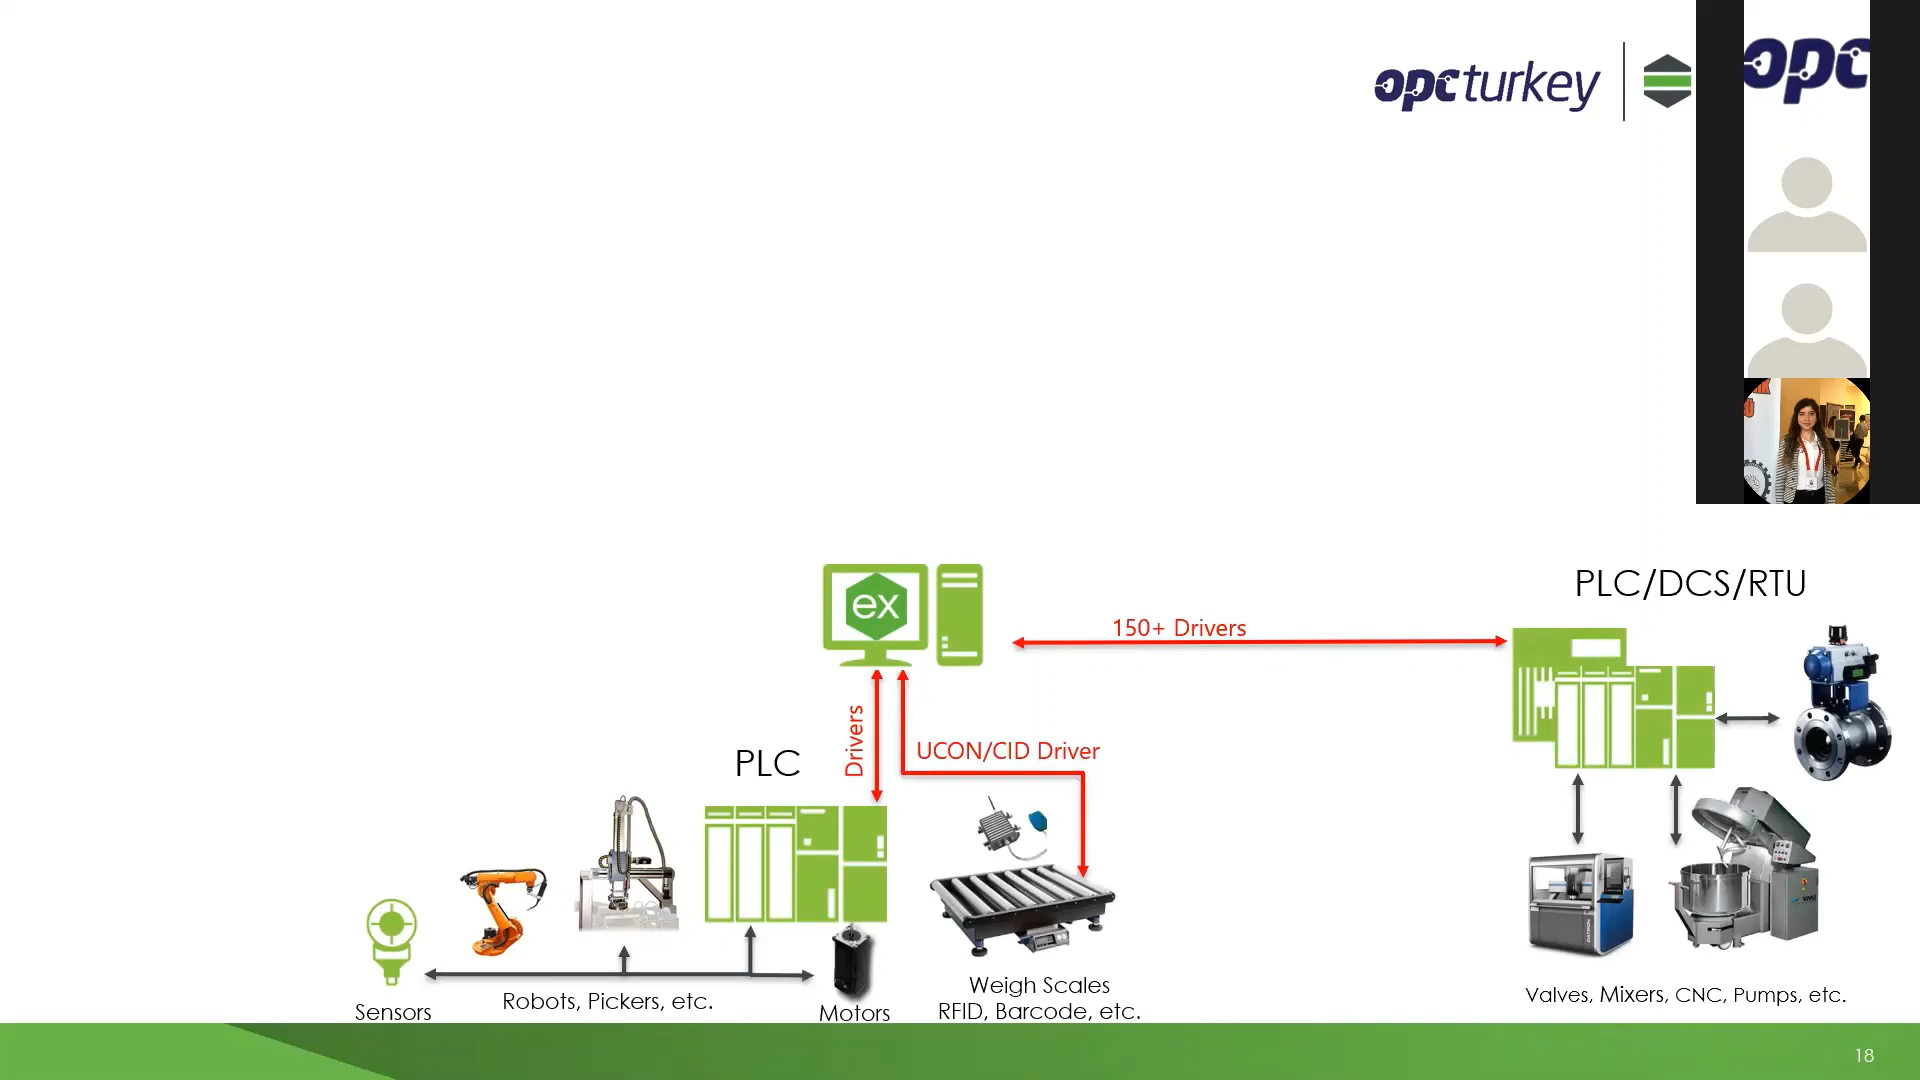 opcturkey
opc
PLC/DCS/RTU
ex
150+ Drivers
Drivers
UCON/CID Driver
PLC
Weigh Scales
RFID, Barcode, etc.
Robots, Pickers, etc.
Sensors
Motors
Valves, Mixers, CNC, Pumps, etc.
18